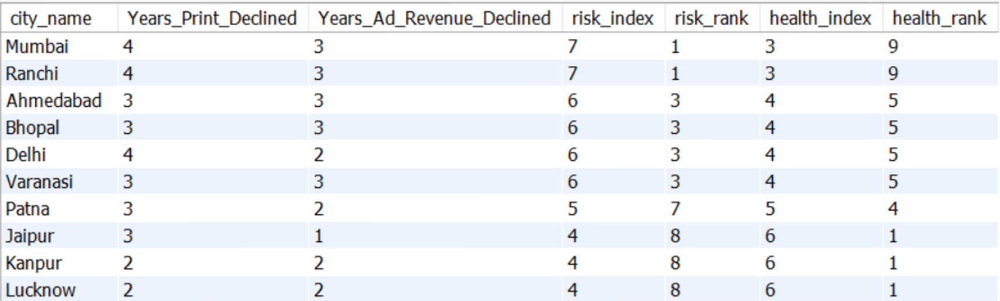 city_name Years_Print_Declined Years_Ad_Revenue_Declined risk_index risk_rank health_index health_rank
Mumbai 4 3 7 1 3 9
Ranchi 4 3 7 1 3 9
Ahmedabad 3 3 6 3 4 5
Bhopal 3 3 6 3 4 5
Delhi 4 2 6 3 4 5
Varanasi 3 3 6 3 4 5
Patna 3 2 5 7 5 4
Jaipur 3 1 4 8 6 1
Kanpur 2 2 4 8 6 1
Lucknow 2 2 4 8 6 1